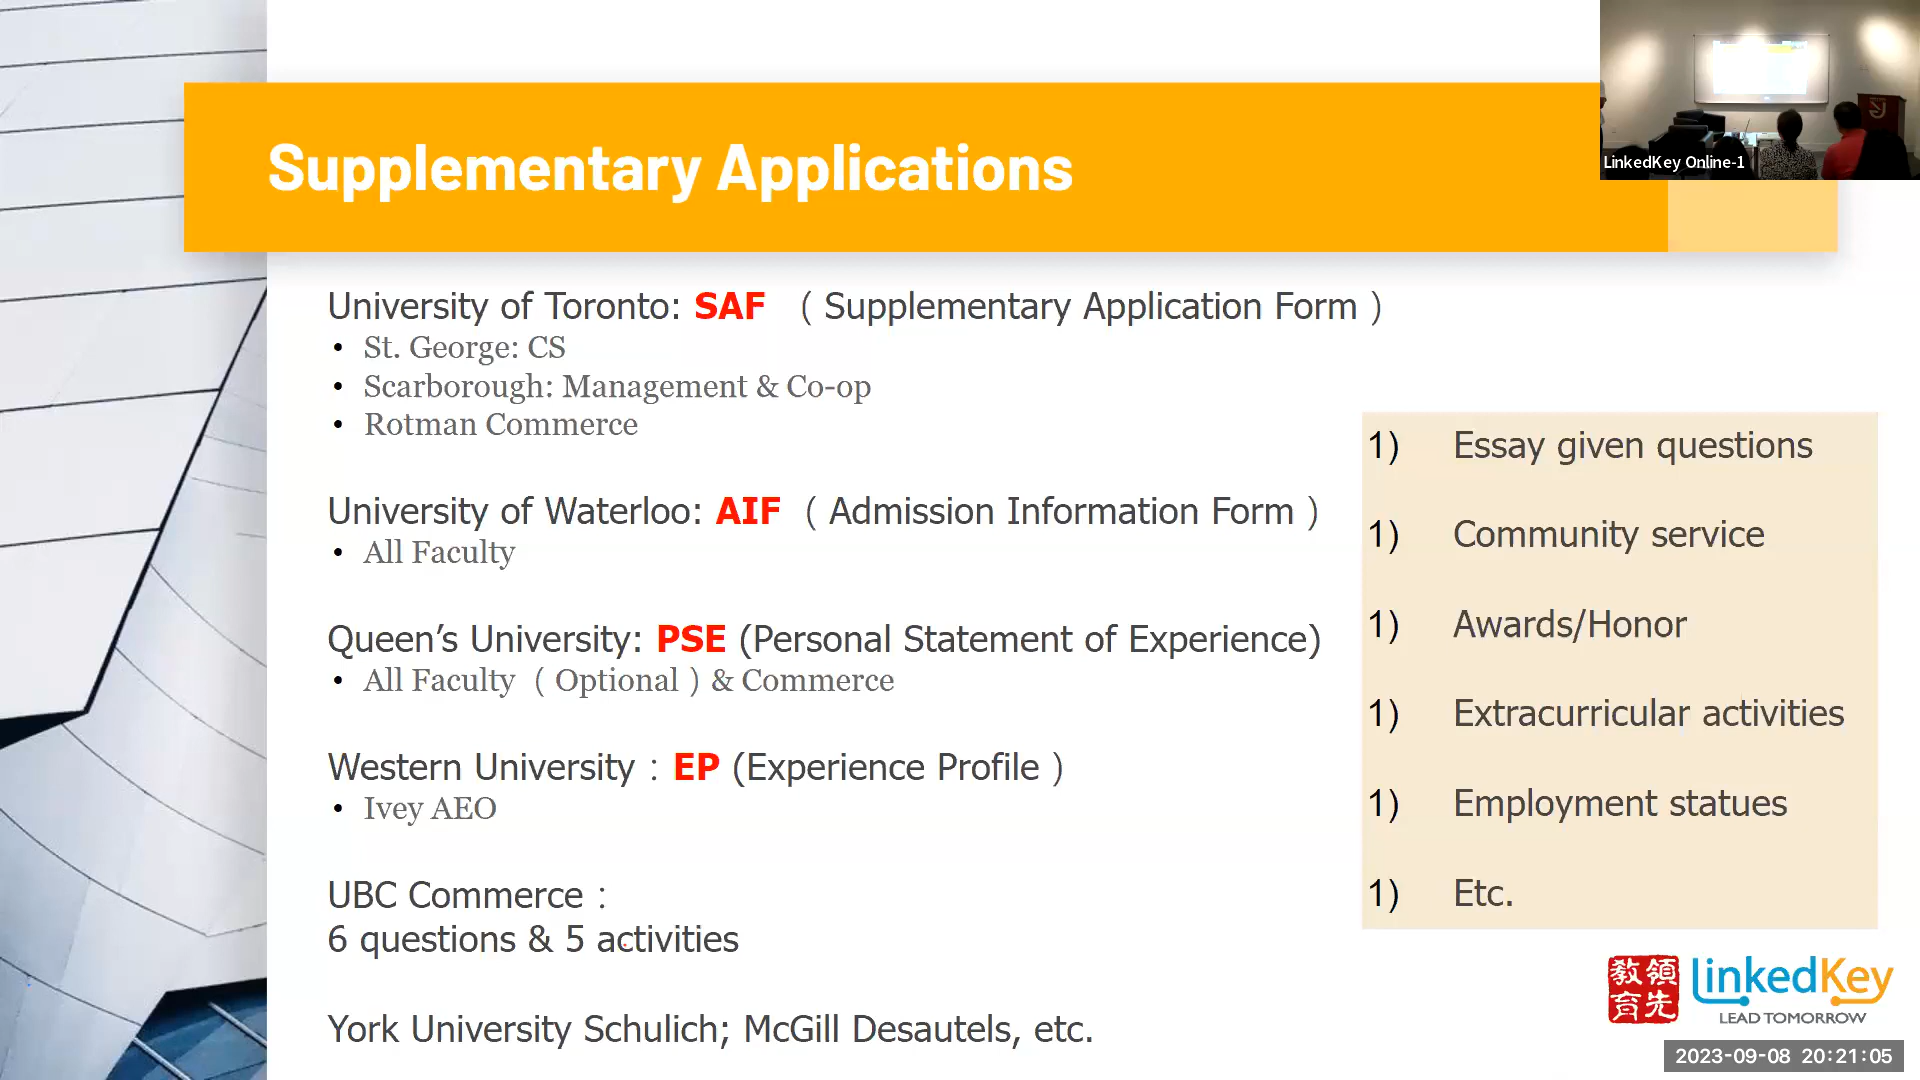 LinkedKey Online-1
Supplementary Applications
University of Toronto: SAF （ Supplementary Application Form ）
• St. George: CS
• Scarborough: Management & Co-op
• Rotman Commerce
University of Waterloo: AIF （ Admission Information Form ）
• All Faculty
Queen’s University: PSE (Personal Statement of Experience)
• All Faculty （ Optional ) & Commerce
Western University : EP (Experience Profile ）
• Ivey AEO
UBC Commerce :
6 questions & 5 activities
York University Schulich; McGill Desautels, etc.
1) Essay given questions
1) Community service
1) Awards/Honor
1) Extracurricular activities
1) Employment statues
1) Etc.
領先教育
LinkedKey
LEAD TOMORROW
2023-09-08 20:21:05